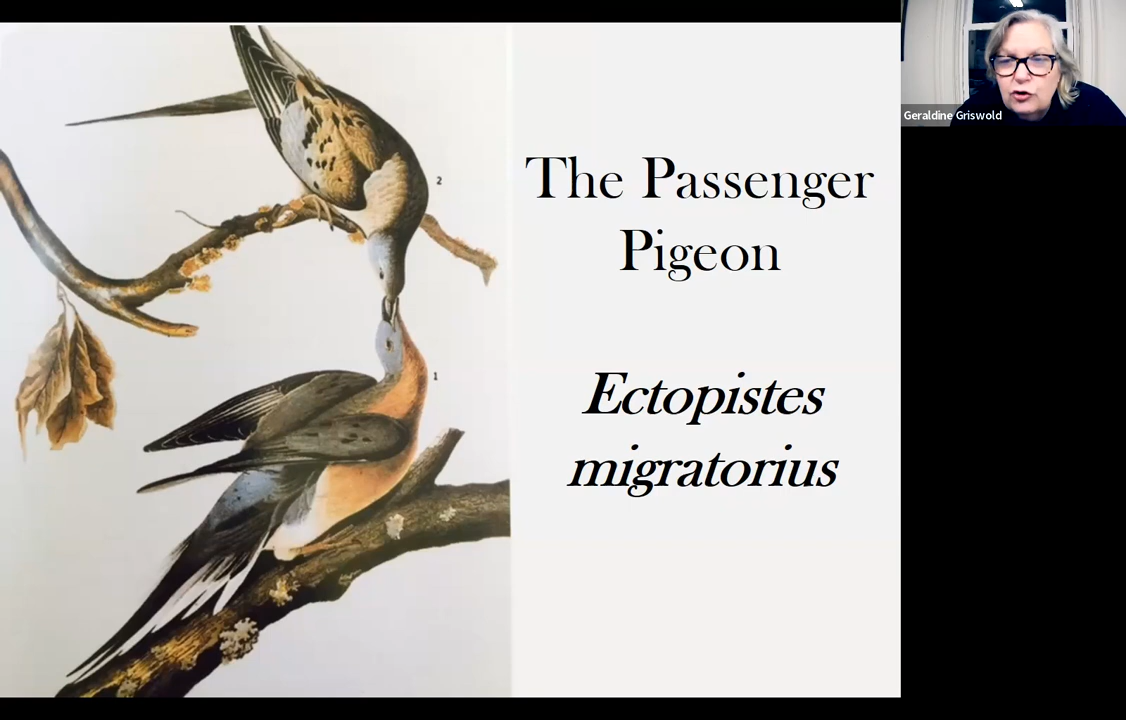 The Passenger
Pigeon
Ectopistes
migratorius
2
1
Geraldine Griswold